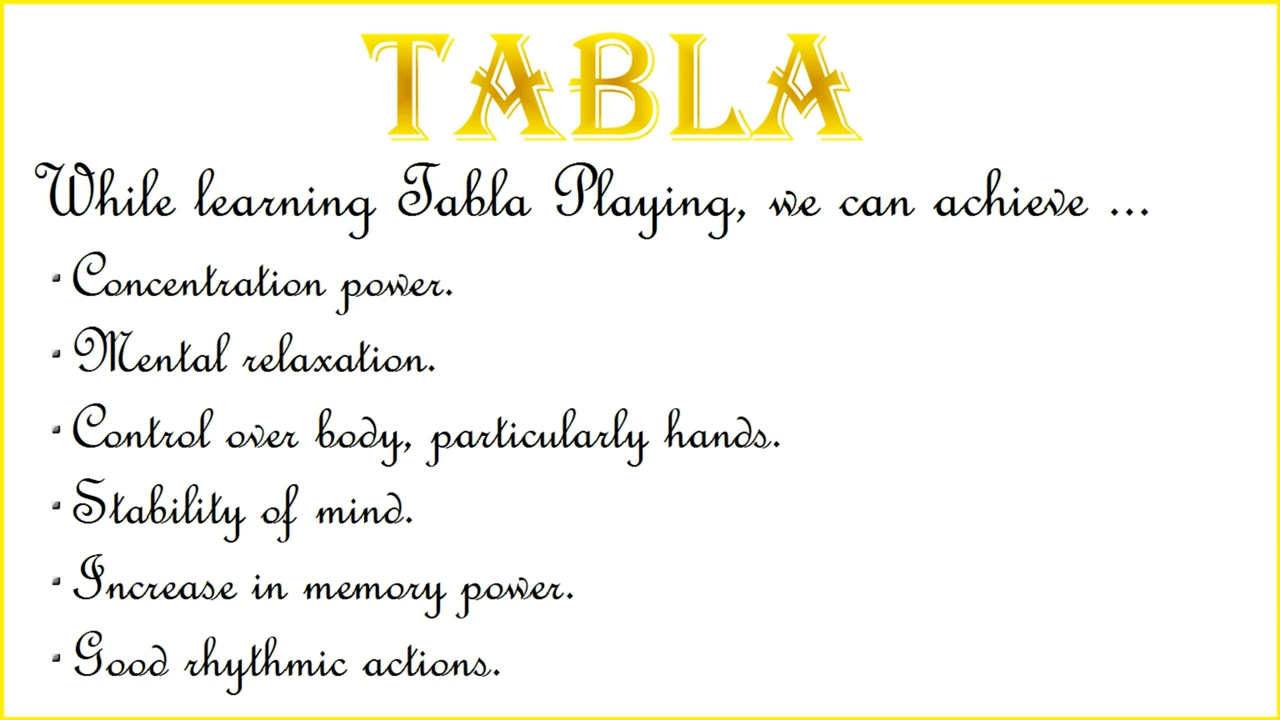 TABLA
While learning Tabla Playing, we can achieve ...
▪ Concentration power.
▪ Mental relaxation.
▪ Control over body, particularly hands.
▪ Stability of mind.
▪ Increase in memory power.
▪ Good rhythmic actions.